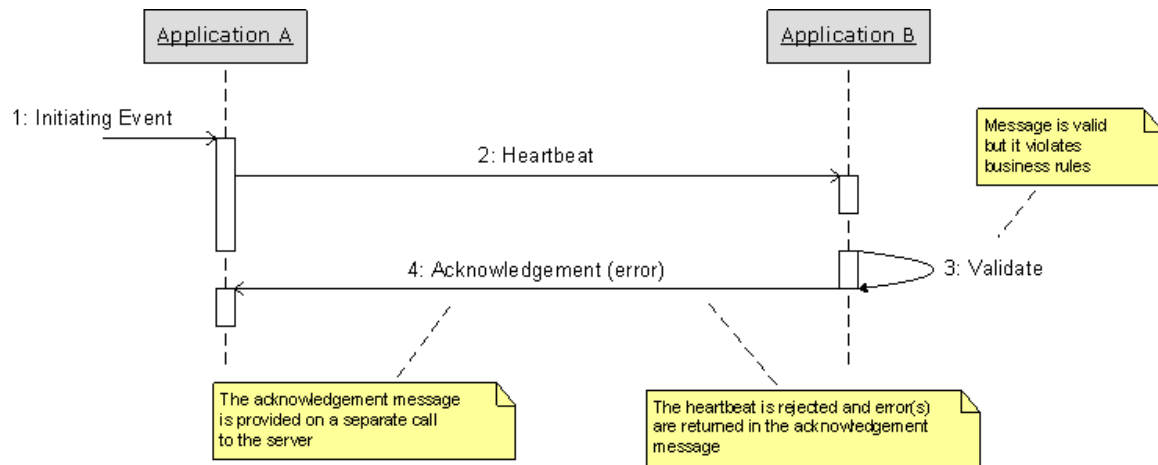 Application A
Application B
1: Initiating Event
Message is valid
but it violates
business rules
2: Heartbeat
4: Acknowledgement (error)
3: Validate
The acknowledgement message
is provided on a separate call
to the server
The heartbeat is rejected and error(s)
are returned in the acknowledgement
message